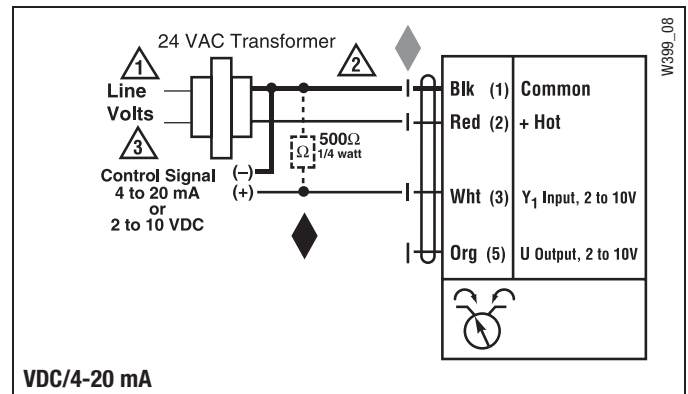 W399_08
24 VAC Transformer
1
2
Line
Volts
3
Control Signal
4 to 20 mA
or
2 to 10 VDC
(–)
(+)
500Ω
1/4 watt
Ω
Blk (1) Common
Red (2) + Hot
Wht (3) Y₁ Input, 2 to 10V
Org (5) U Output, 2 to 10V
VDC/4-20 mA